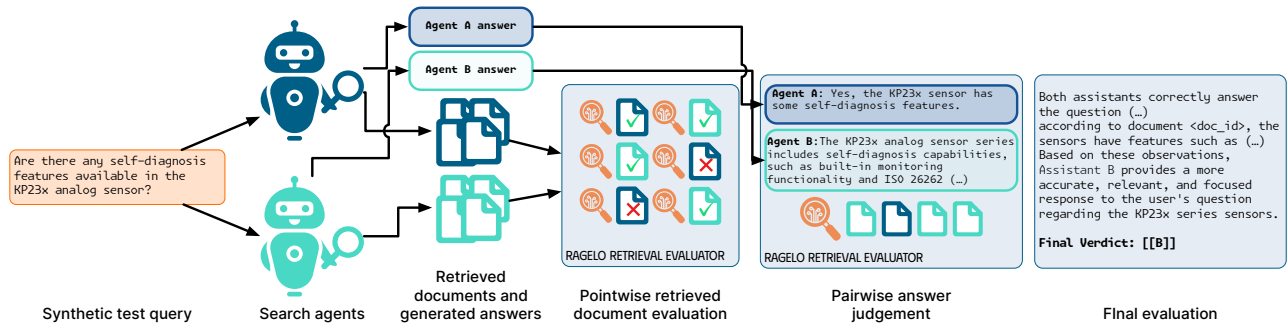 Are there any self-diagnosis
features available in the
KP23x analog sensor?
Synthetic test query
Search agents
Agent A answer
Agent B answer
Retrieved
documents and
generated answers
RAGELO RETRIEVAL EVALUATOR
Pointwise retrieved
document evaluation
Agent A: Yes, the KP23x sensor has
some self-diagnosis features.
Agent B:The KP23x analog sensor series
includes self-diagnosis capabilities,
such as built-in monitoring
functionality and ISO 26262 (…)
RAGELO RETRIEVAL EVALUATOR
Pairwise answer
judgement
Both assistants correctly answer
the question (…)
according to document <doc_id>, the
sensors have features such as (…)
Based on these observations,
Assistant B provides a more
accurate, relevant, and focused
response to the user's question
regarding the KP23x series sensors.
Final Verdict: [[B]]
FInal evaluation